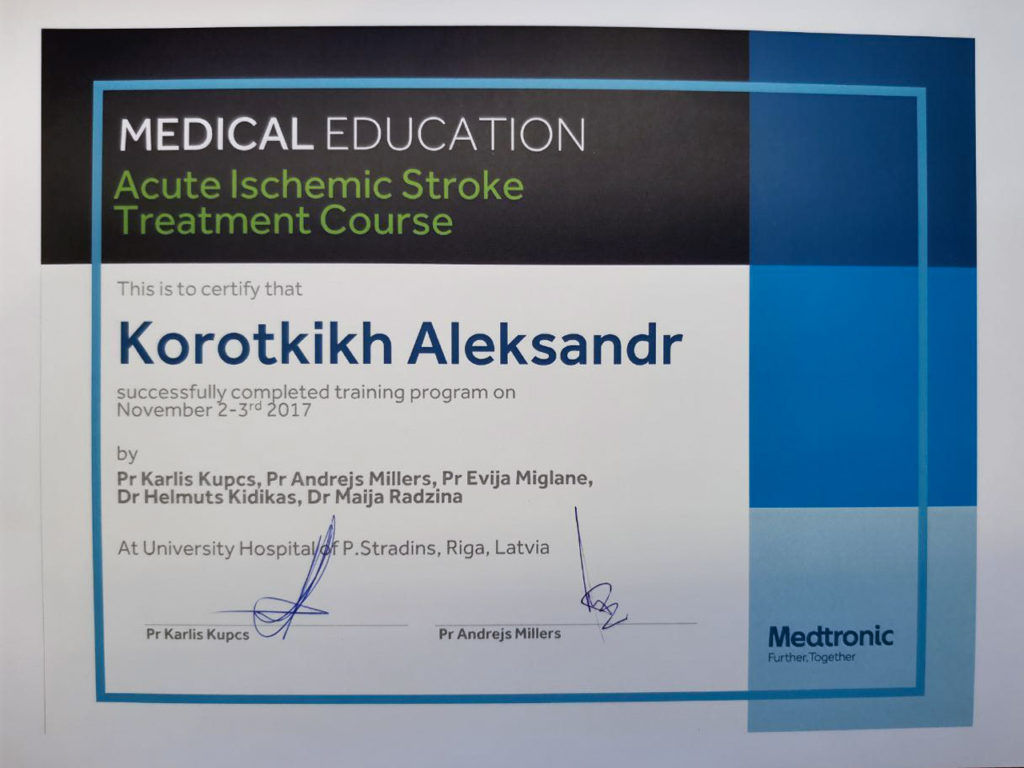 MEDICAL EDUCATION
Acute Ischemic Stroke
Treatment Course
This is to certify that
Korotkikh Aleksandr
successfully completed training program on
November 2-3rd 2017
by
Pr Karlis Kupcs, Pr Andrejs Millers, Pr Evija Miglane,
Dr Helmuts Kidikas, Dr Maija Radzina
At University Hospital of P.Stradins, Riga, Latvia
Pr Karlis Kupcs
Pr Andrejs Millers
Medtronic
Further, Together